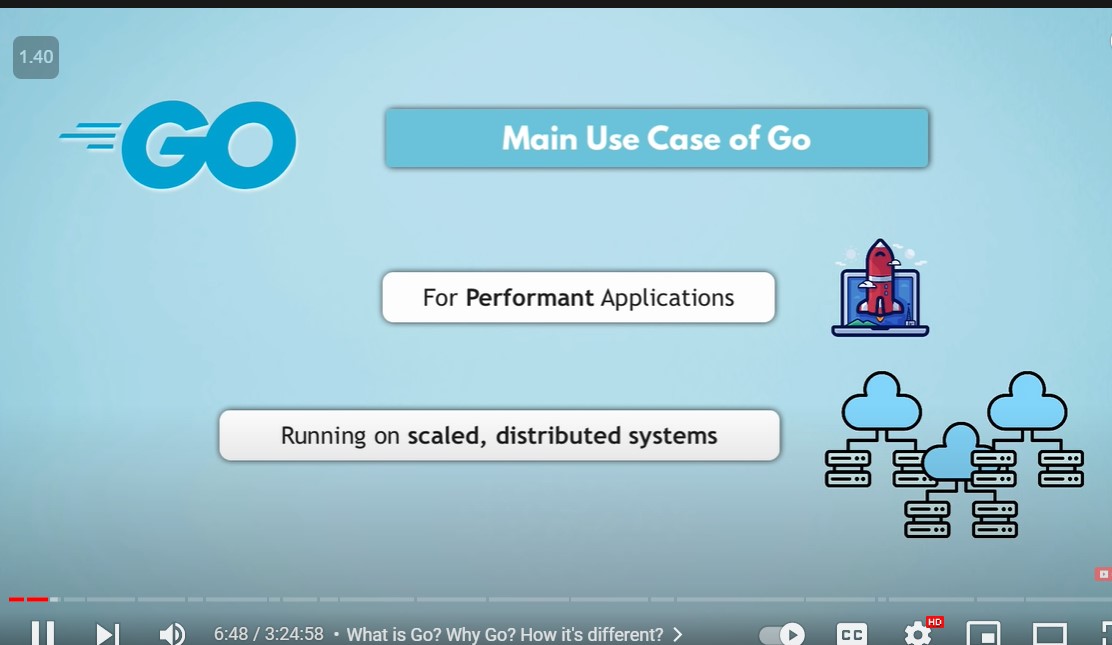 1.40
GO
Main Use Case of Go
For Performant Applications
Running on scaled, distributed systems
6:48 / 3:24:58 • What is Go? Why Go? How it's different?
CC
HD